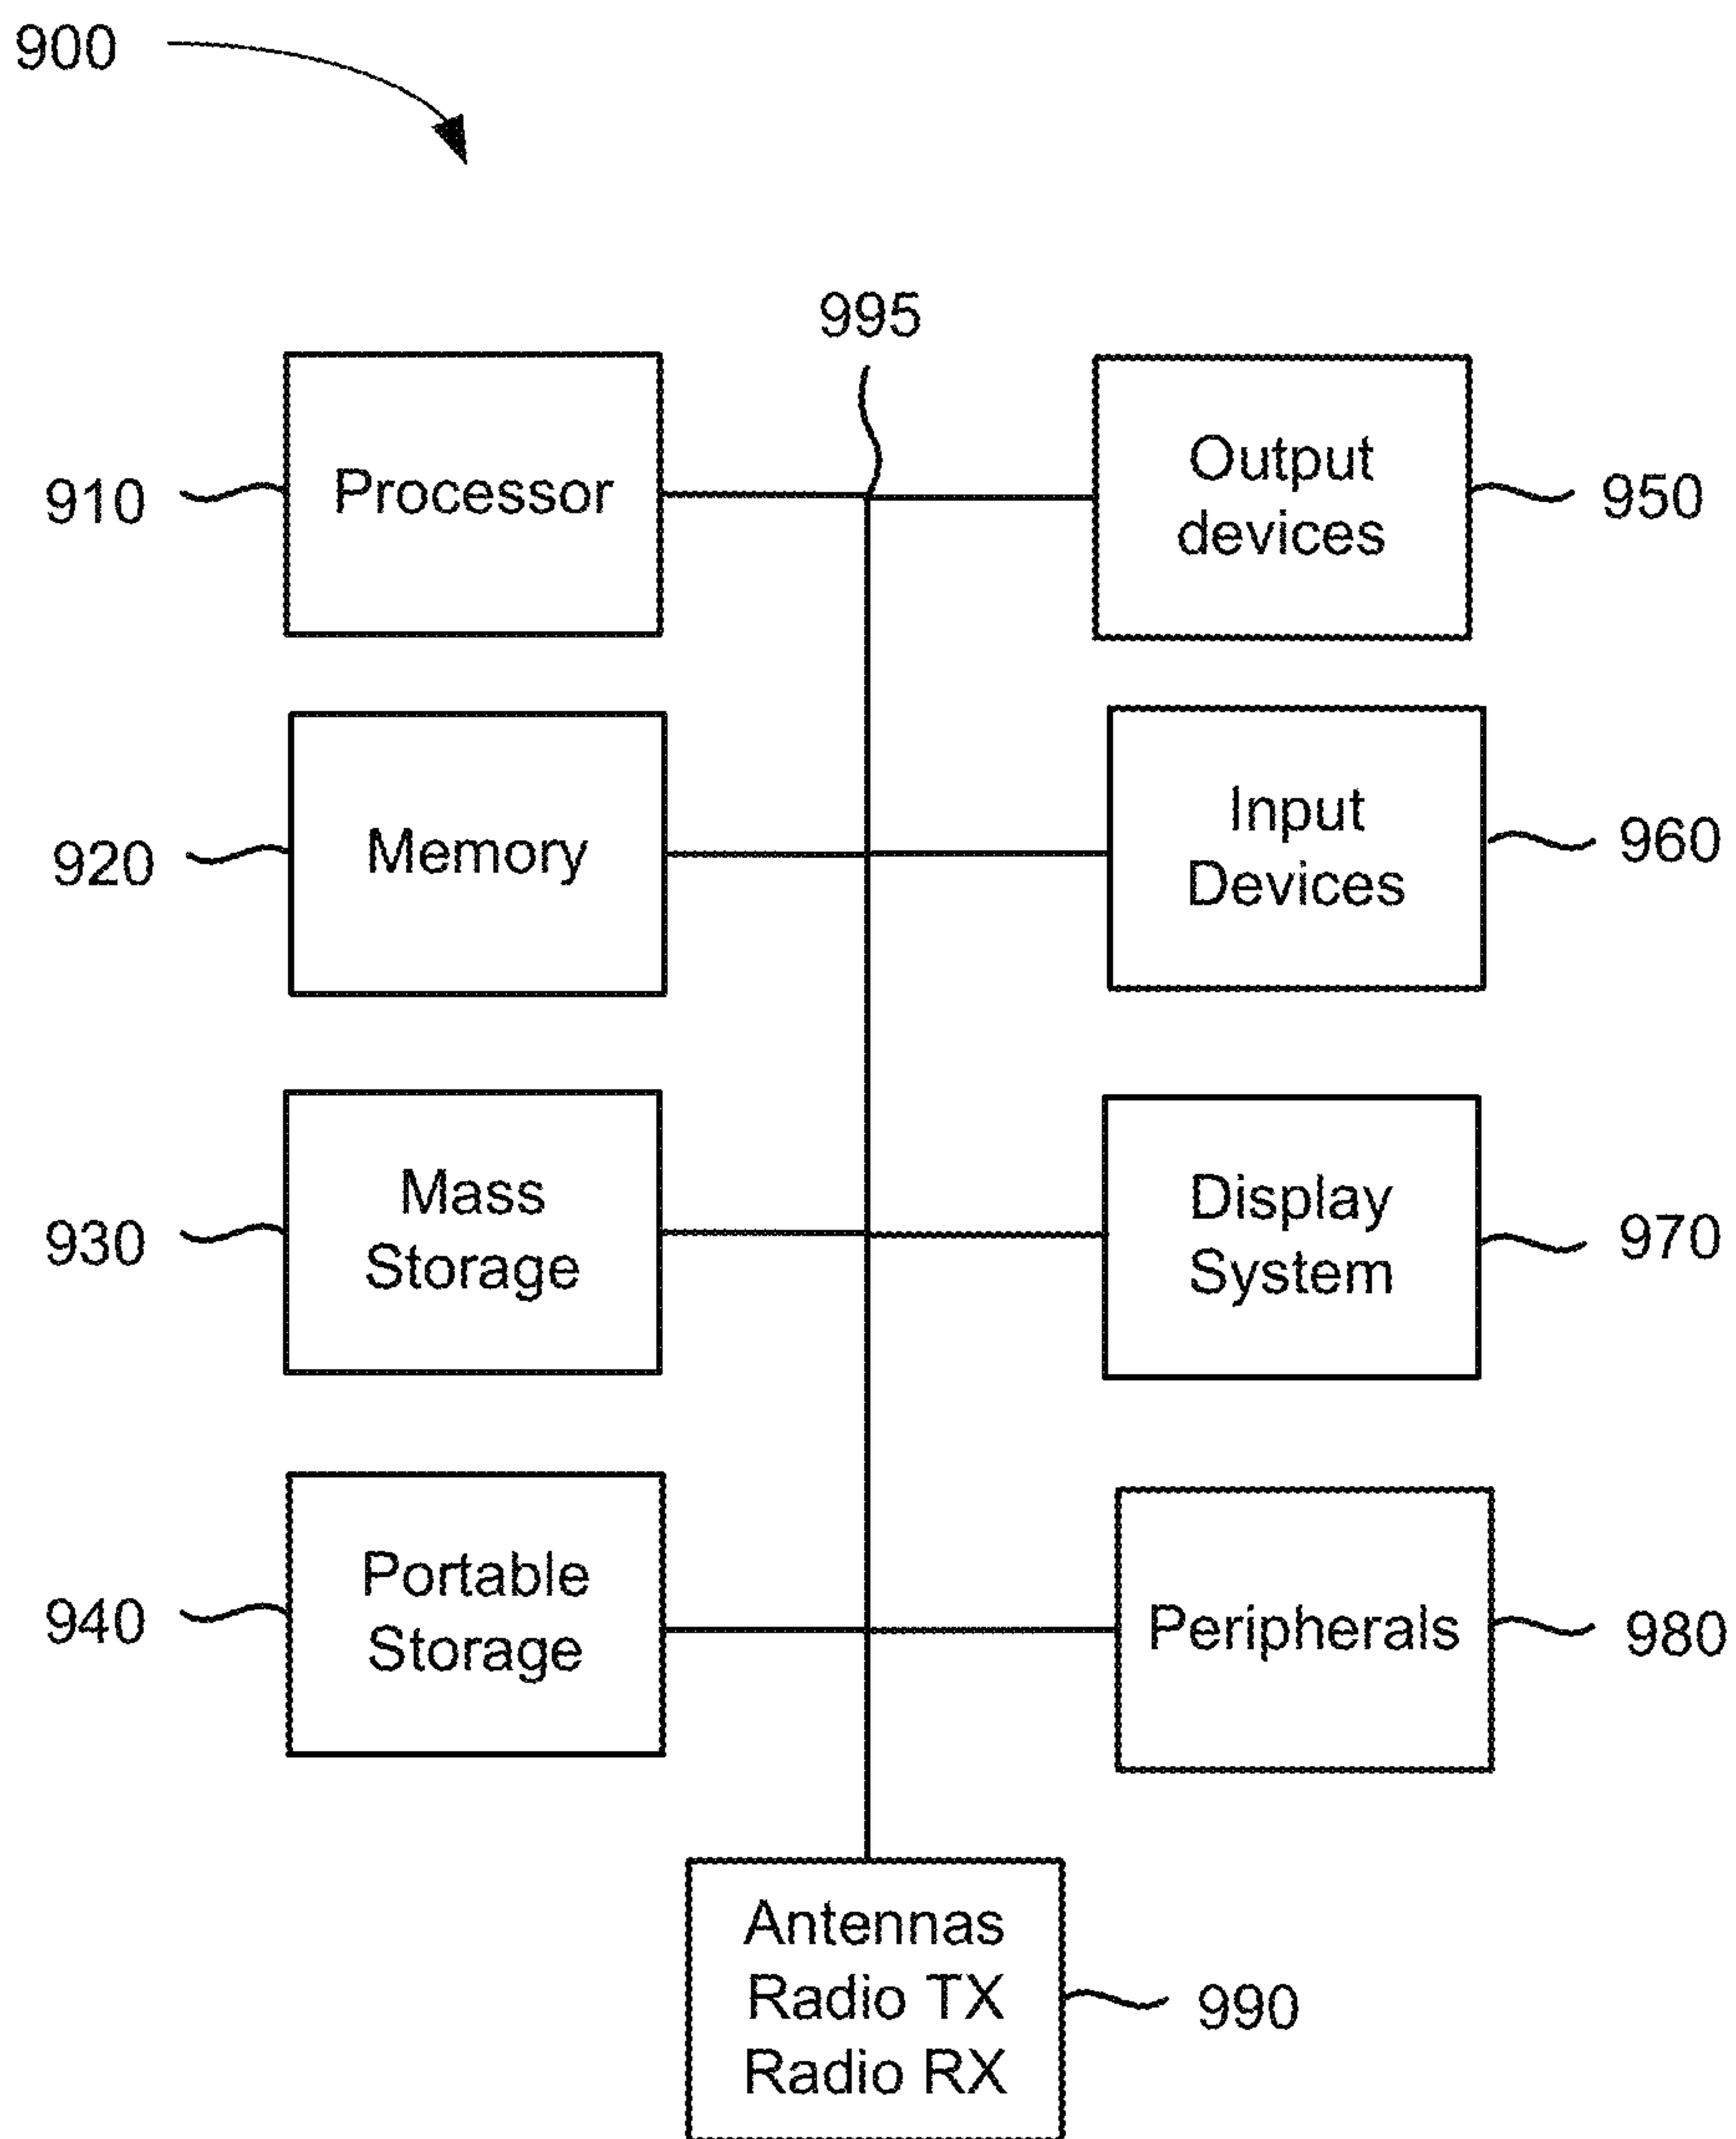 900
995
910
Processor
Output
devices
950
920
Memory
Input
Devices
960
930
Mass
Storage
Display
System
970
940
Portable
Storage
Peripherals
980
Antennas
Radio TX
Radio RX
990